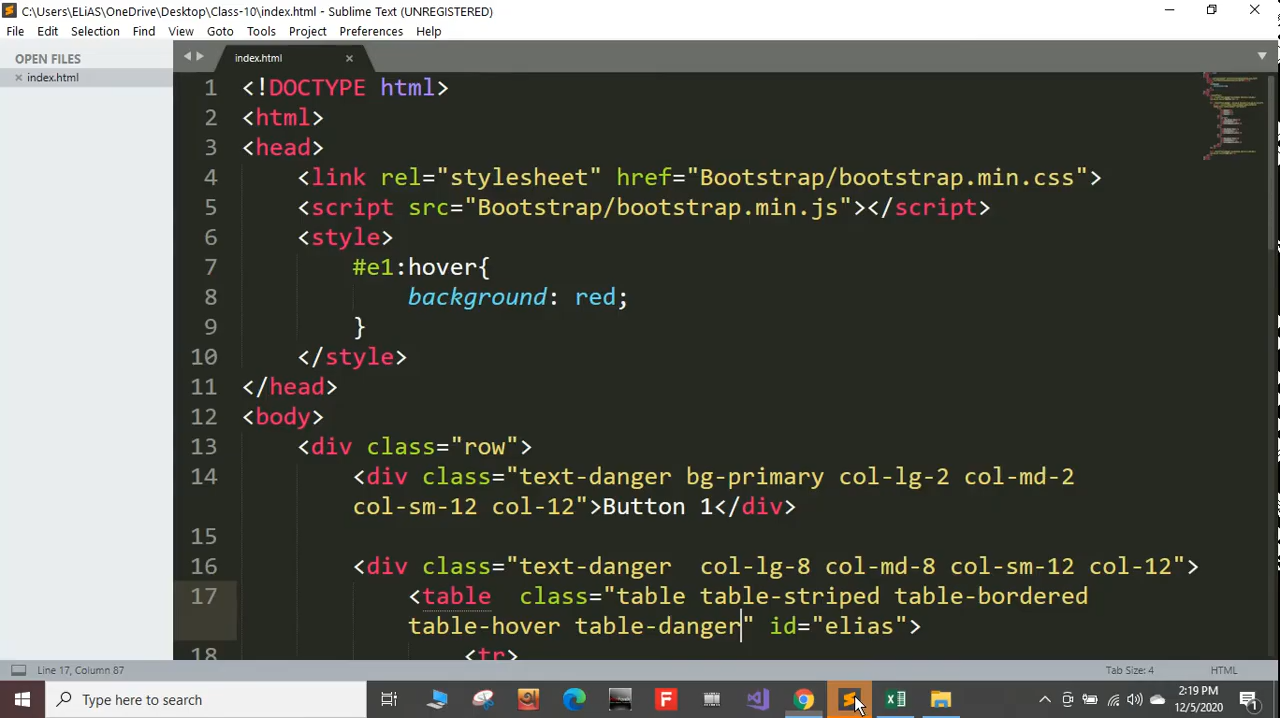 C:\Users\ELiAS\OneDrive\Desktop\Class-10\index.html - Sublime Text (UNREGISTERED)
File Edit Selection Find View Goto Tools Project Preferences Help
OPEN FILES
index.html
index.html
1 <!DOCTYPE html>
2 <html>
3 <head>
4 <link rel="stylesheet" href="Bootstrap/bootstrap.min.css">
5 <script src="Bootstrap/bootstrap.min.js"></script>
6 <style>
7 #e1:hover{
8 background: red;
9 }
10 </style>
11 </head>
12 <body>
13 <div class="row">
14 <div class="text-danger bg-primary col-lg-2 col-md-2
col-sm-12 col-12">Button 1</div>
15
16 <div class="text-danger  col-lg-8 col-md-8 col-sm-12 col-12">
17 <table  class="table table-striped table-bordered
table-hover table-danger" id="elias">
18 <tr>
Line 17, Column 87
Tab Size: 4
HTML
Type here to search
2:19 PM
12/5/2020
1